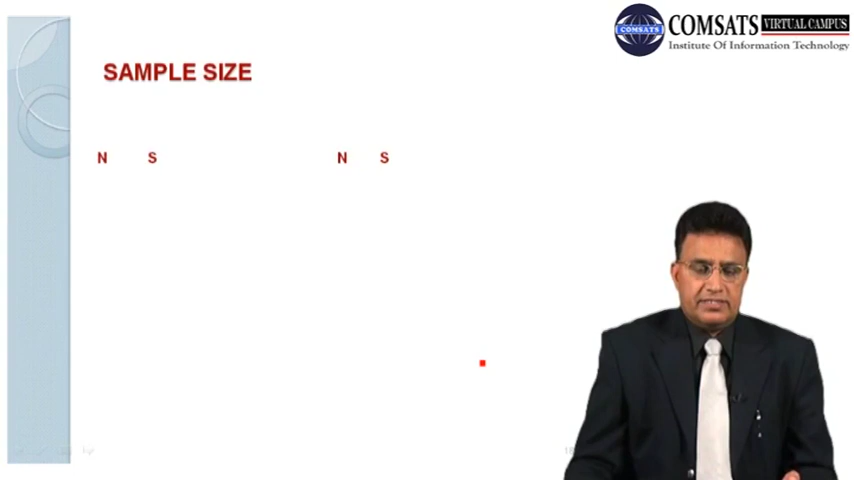 COMSATS
COMSATS VIRTUAL CAMPUS
Institute Of Information Technology
SAMPLE SIZE
N S N S